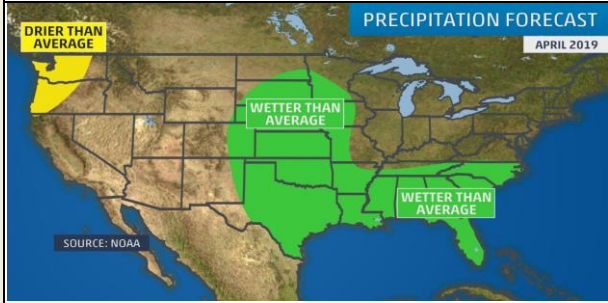 PRECIPITATION FORECAST
APRIL 2019
DRIER THAN
AVERAGE
WETTER THAN
AVERAGE
WETTER THAN
AVERAGE
SOURCE: NOAA